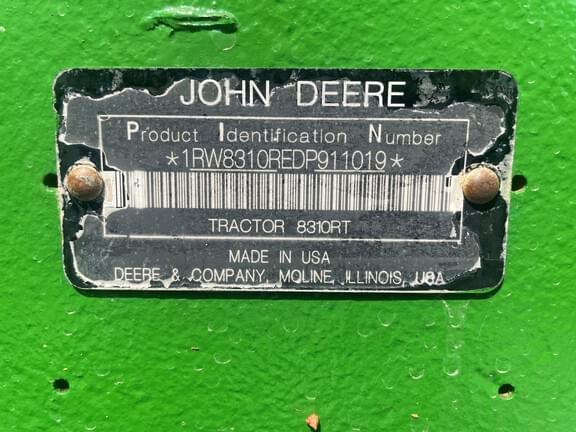 JOHN DEERE
Product Identification Number
*1RW8310REDP911019*
TRACTOR 8310RT
MADE IN USA
DEERE & COMPANY, MOLINE, ILLINOIS, USA